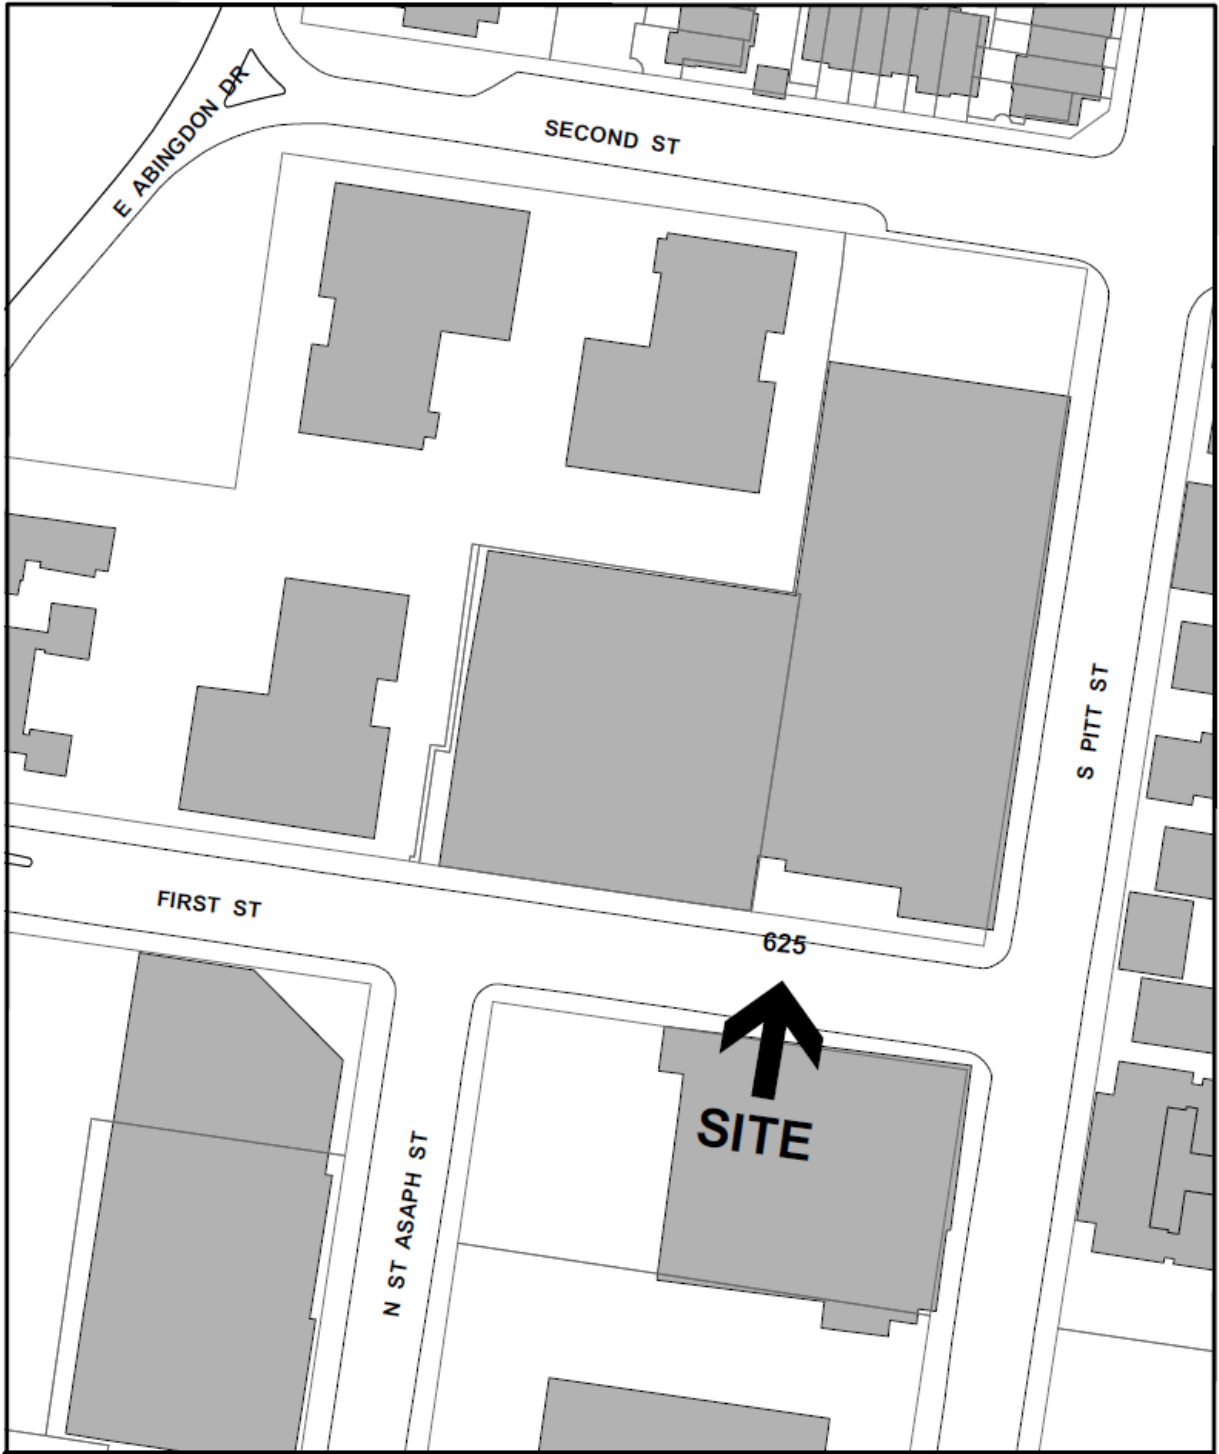 E ABINGDON DR
SECOND ST
S PITT ST
FIRST ST
625
SITE
N ST ASAPH ST